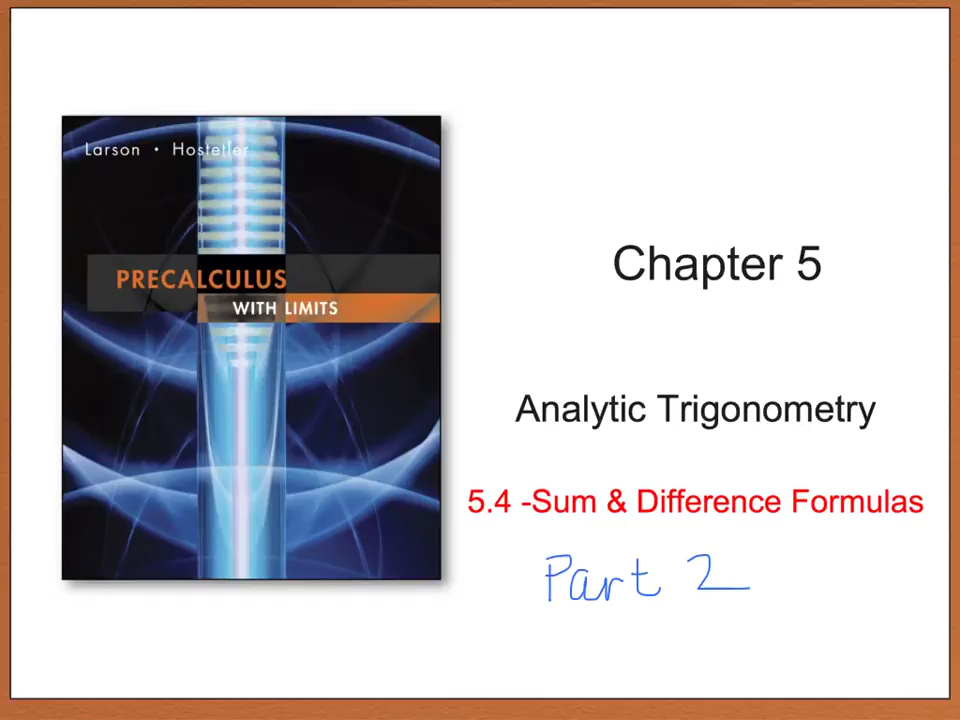 Larson • Hostetler
PRECALCULUS
WITH LIMITS
Chapter 5
Analytic Trigonometry
5.4 -Sum & Difference Formulas
Part 2